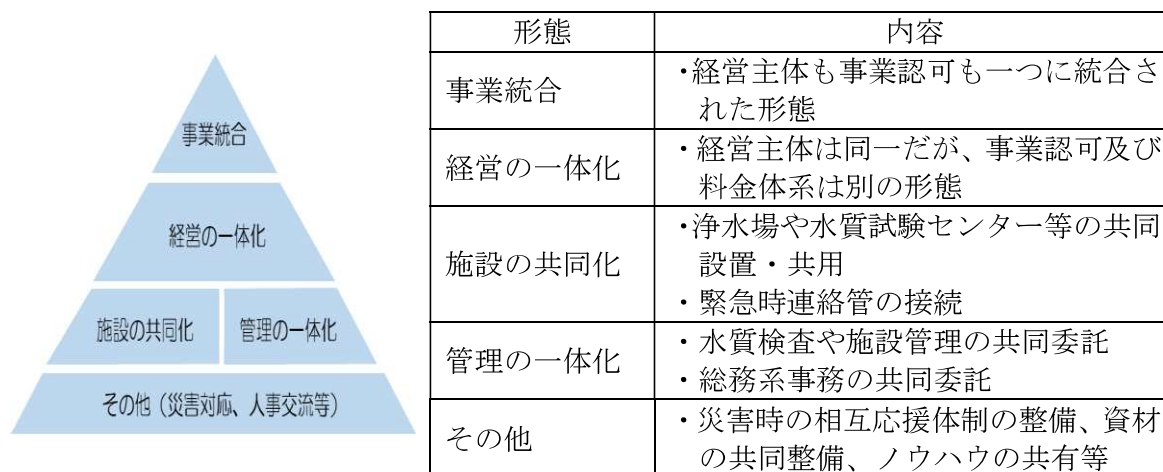 事業統合
経営の一体化
施設の共同化
管理の一体化
その他（災害対応、人事交流等）
形態
内容
事業統合
・経営主体も事業認可も一つに統合さ
れた形態
経営の一体化
・経営主体は同一だが、事業認可及び
料金体系は別の形態
施設の共同化
・浄水場や水質試験センター等の共同
設置・共用
・緊急時連絡管の接続
管理の一体化
・水質検査や施設管理の共同委託
・総務系事務の共同委託
その他
・災害時の相互応援体制の整備、資材
の共同整備、ノウハウの共有等